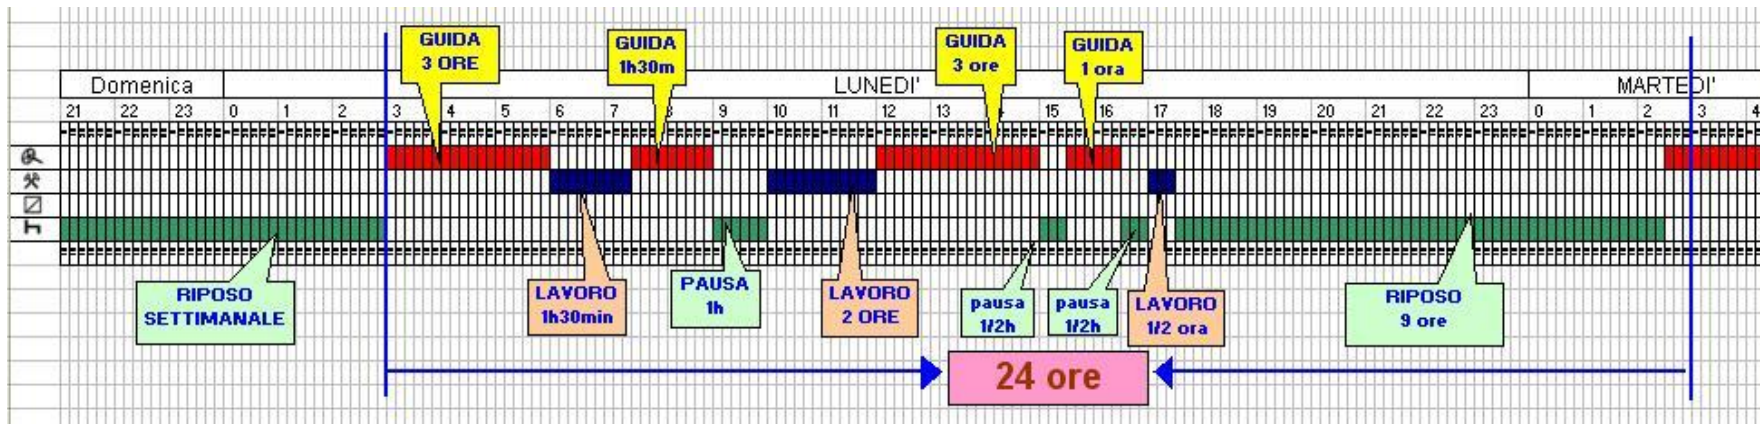 GUIDA
3 ORE
GUIDA
1h30m
GUIDA
3 ore
GUIDA
1 ora
Domenica LUNEDI' MARTEDI'
21 22 23 0 1 2 3 4 5 6 7 8 9 10 11 12 13 4 15 16 17 18 19 20 21 22 23 0 1 2 3 4
RIPOSO
SETTIMANALE
LAVORO
1h30min
PAUSA
1h
LAVORO
2 ORE
pausa
1/2h
pausa
1/2h
LAVORO
1/2 ora
RIPOSO
9 ore
24 ore